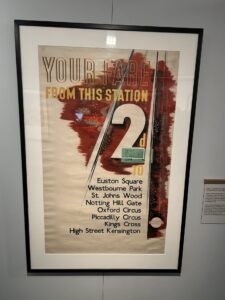 YOUR FARE
FROM THIS STATION
2d
TO
Euston Square
Westbourne Park
St. Johns Wood
Notting Hill Gate
Oxford Circus
Piccadilly Circus
Kings Cross
High Street Kensington